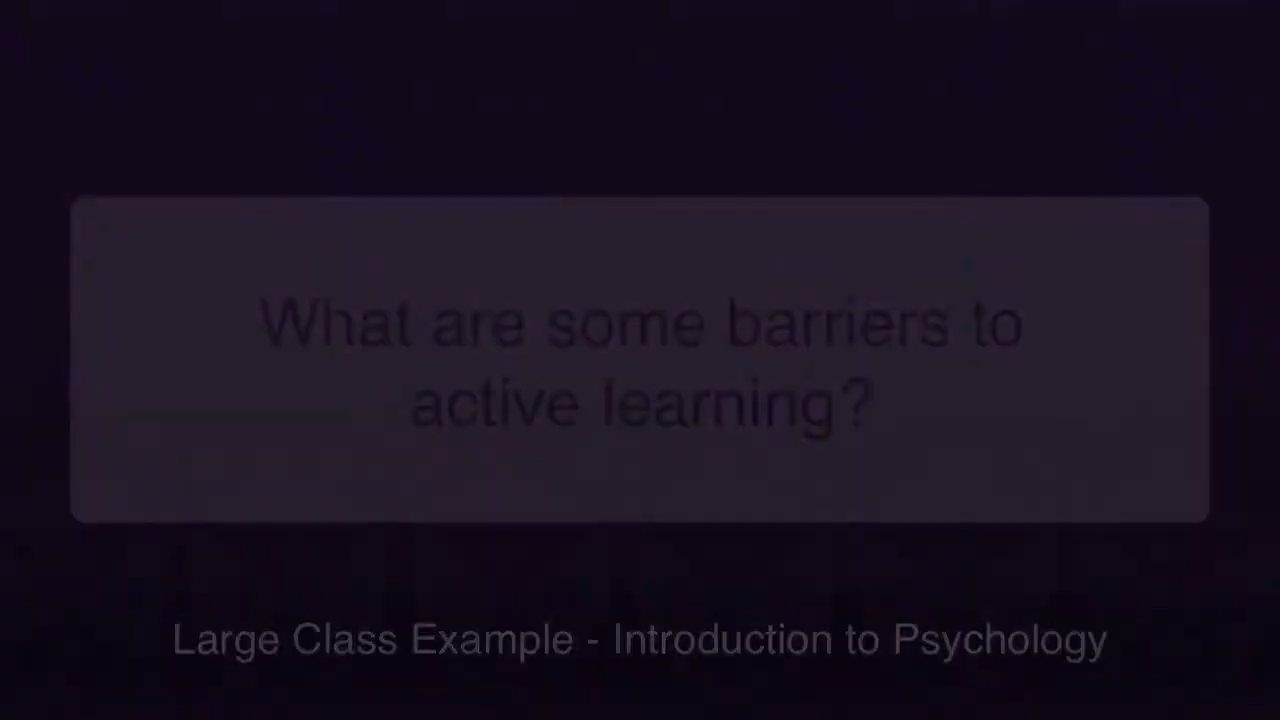 What are some barriers to
active learning?
Large Class Example - Introduction to Psychology